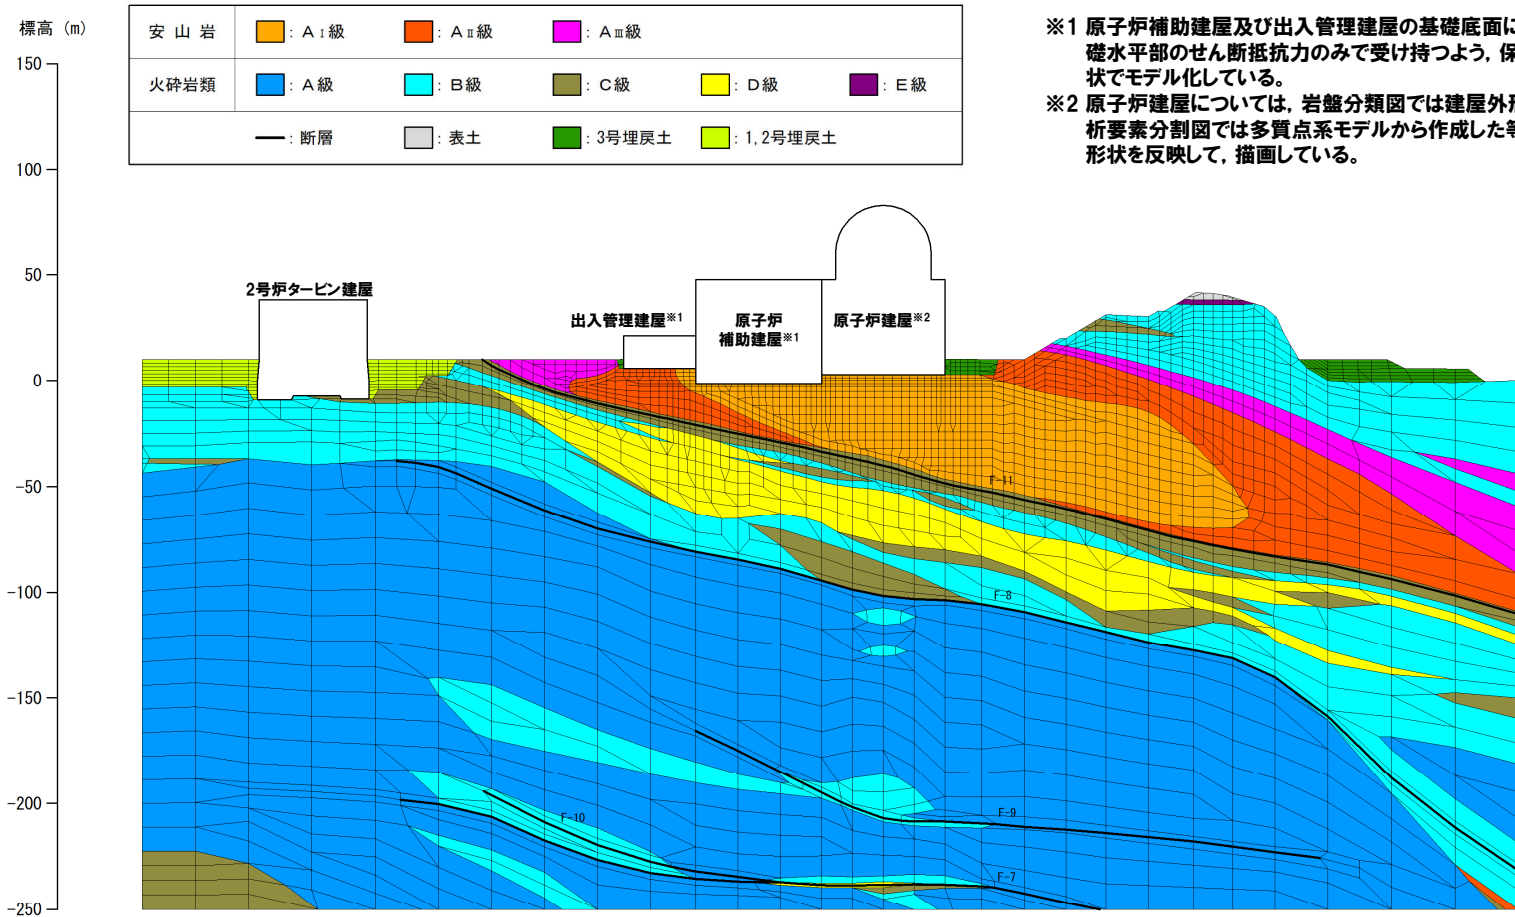 標高 (m)
安山岩 : AⅠ級 : AⅡ級 : AⅢ級
火砕岩類 : A級 : B級 : C級 : D級 : E級
: 断層 : 表土 : 3号埋戻土 : 1,2号埋戻土
※1 原子炉補助建屋及び出入管理建屋の基礎底面に
礎水平部のせん断抵抗力のみで受け持つよう，保
状でモデル化している。
※2 原子炉建屋については，岩盤分類図では建屋外形
析要素分割図では多質点系モデルから作成した等
形状を反映して，描画している。
150
100
50
0
-50
-100
-150
-200
-250
2号炉タービン建屋
出入管理建屋※1
原子炉
補助建屋※1
原子炉建屋※2
F-11
F-8
F-9
F-10
F-7